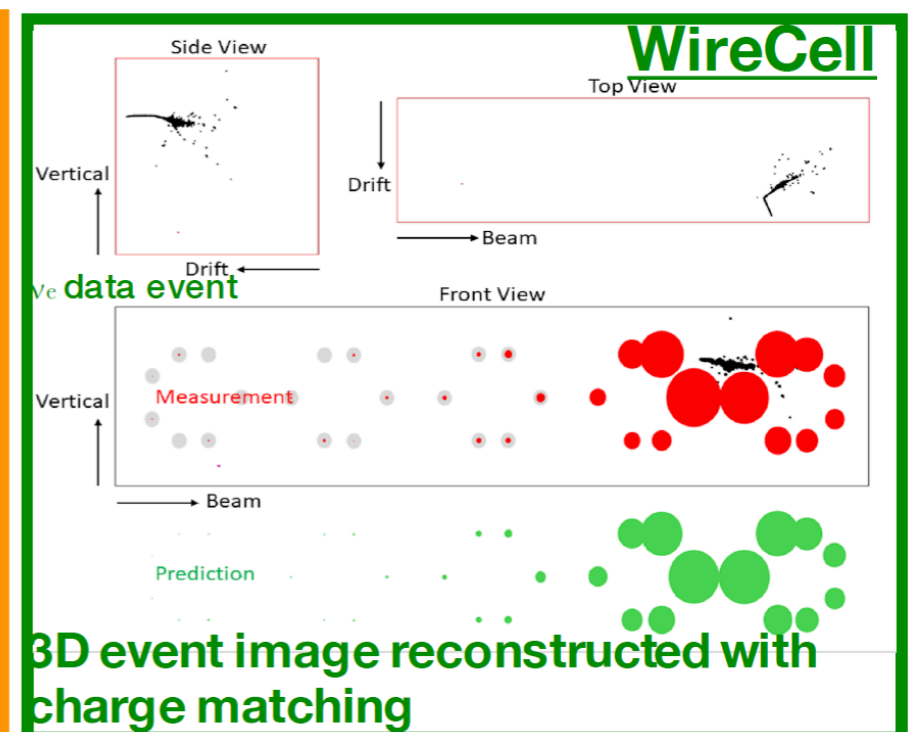 WireCell
Side View
Top View
Vertical
Drift
Beam
Drift
νe data event
Front View
Measurement
Vertical
Beam
Prediction
3D event image reconstructed with
charge matching